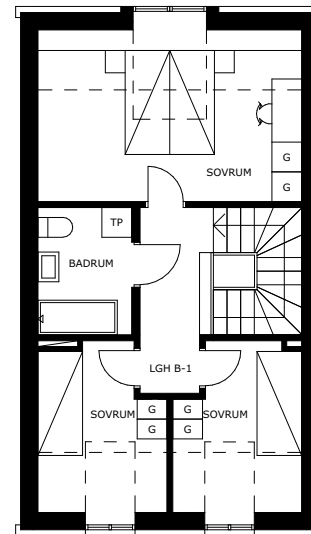 G
SOVRUM
G
TP
BADRUM
LGH B-1
SOVRUM G G SOVRUM
G G